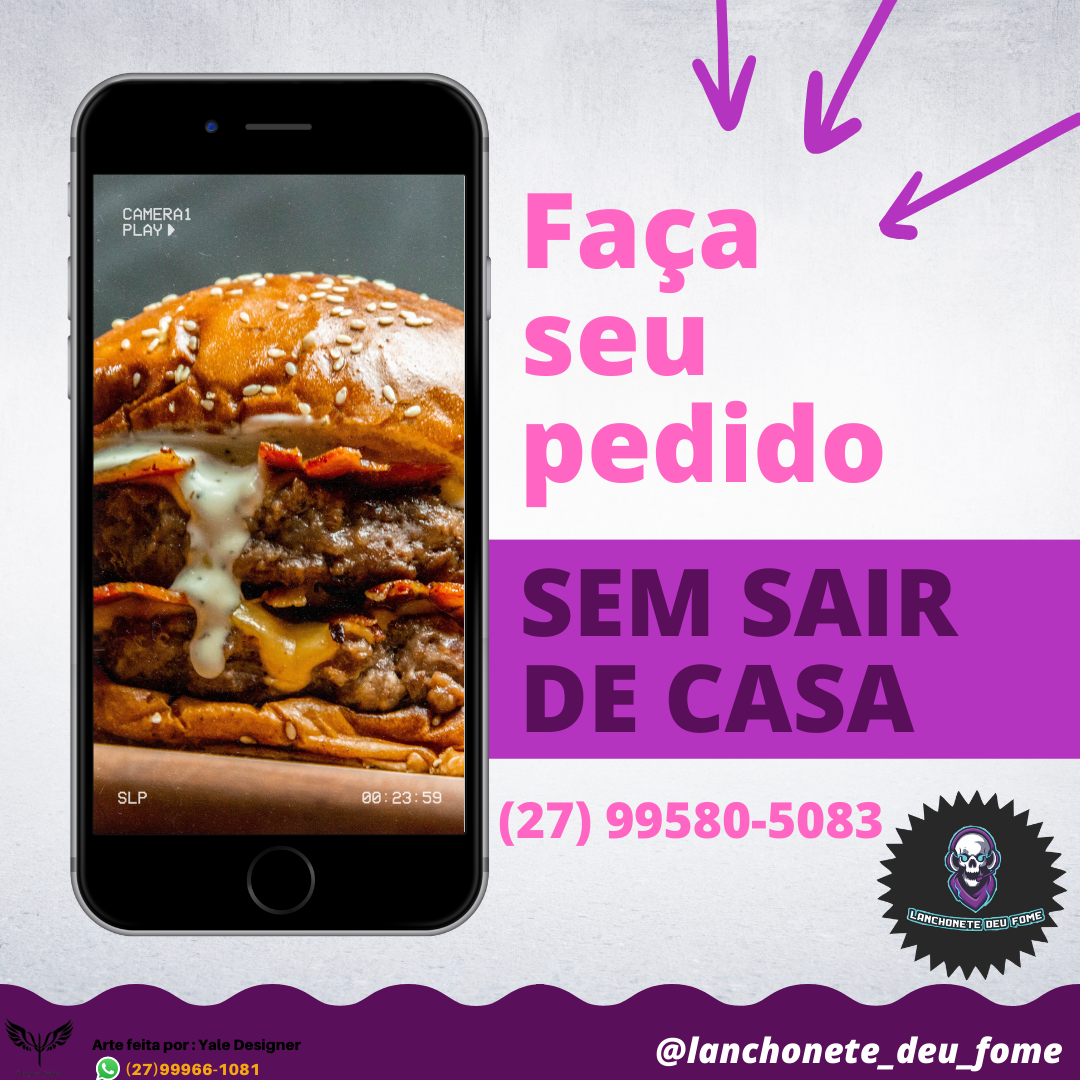 CAMERA1
PLAY
Faça
seu
pedido
SEM SAIR
DE CASA
SLP
00:23:59
(27) 99580-5083
LANCHONETE DEU FOME
Arte feita por : Yale Designer
(27)99966-1081
@lanchonete_deu_fome